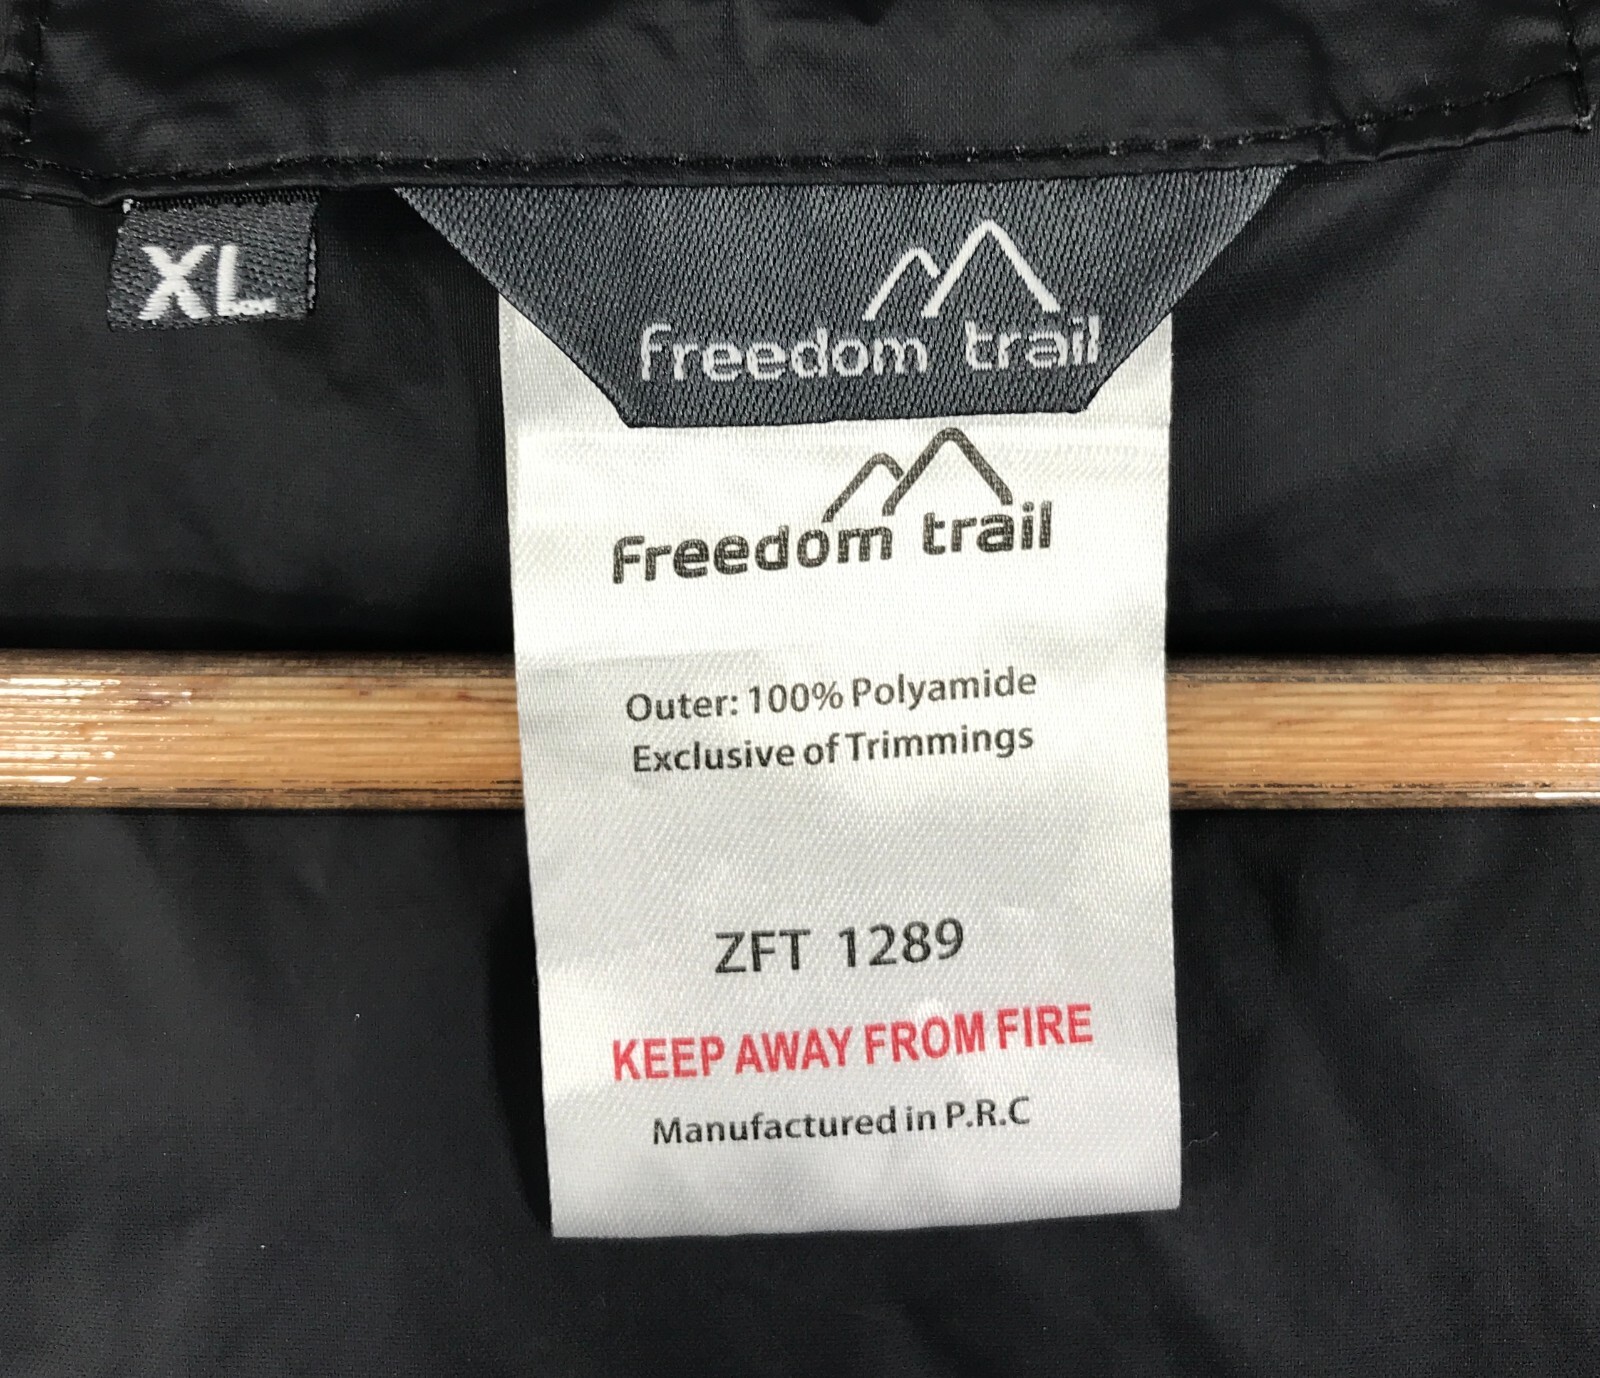 XL
freedom trail
freedom trail
Outer: 100% Polyamide
Exclusive of Trimmings
ZFT 1289
KEEP AWAY FROM FIRE
Manufactured in P.R.C